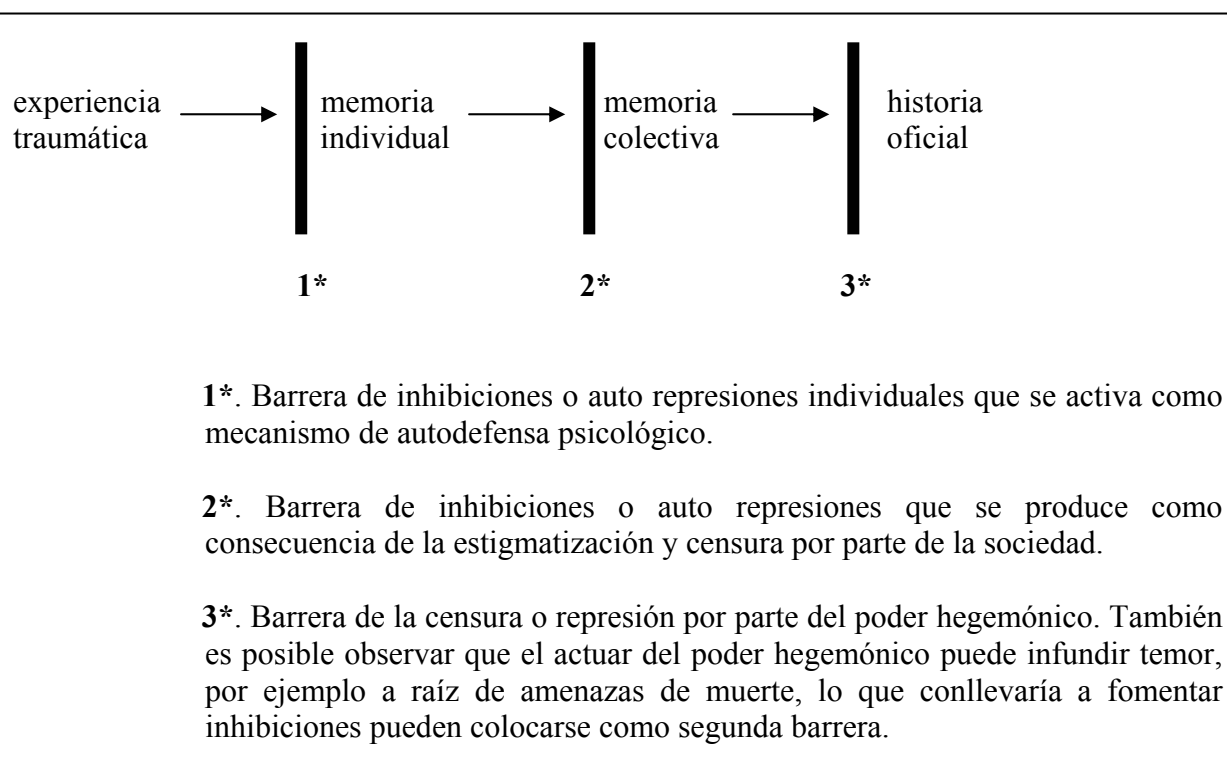 experiencia traumática
memoria individual
memoria colectiva
historia oficial
1*
2*
3*
1*. Barrera de inhibiciones o auto represiones individuales que se activa como
mecanismo de autodefensa psicológico.
2*. Barrera de inhibiciones o auto represiones que se produce como
consecuencia de la estigmatización y censura por parte de la sociedad.
3*. Barrera de la censura o represión por parte del poder hegemónico. También
es posible observar que el actuar del poder hegemónico puede infundir temor,
por ejemplo a raíz de amenazas de muerte, lo que conllevaría a fomentar
inhibiciones pueden colocarse como segunda barrera.